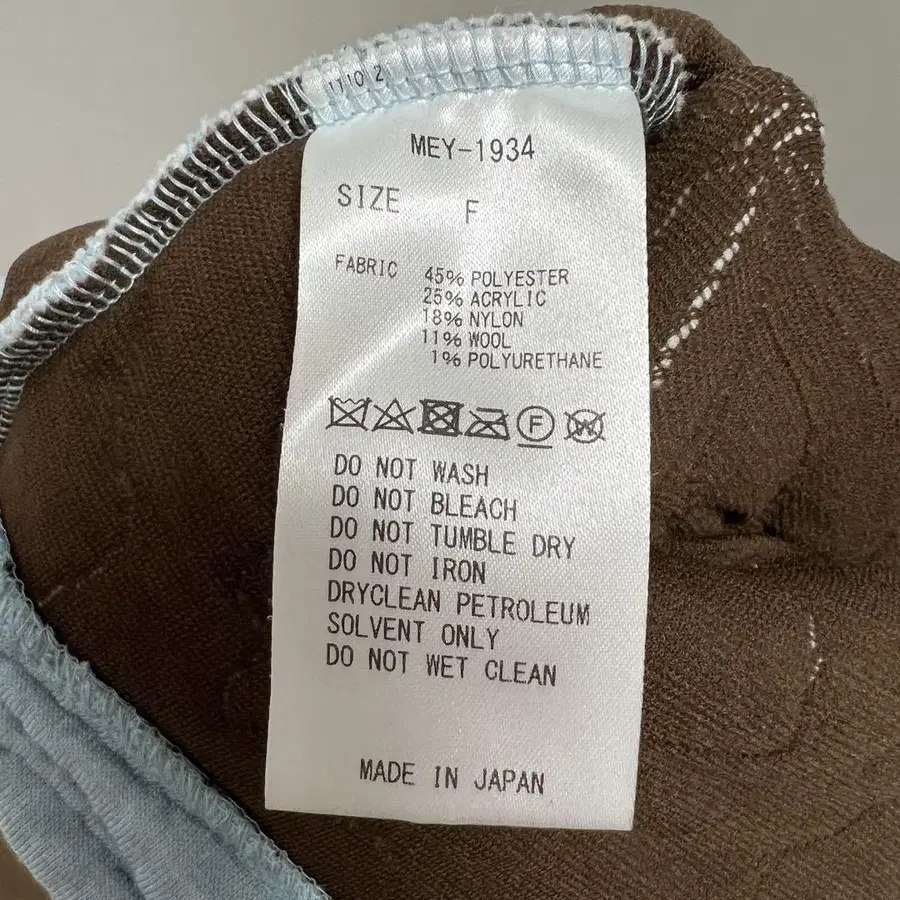 MEY-1934
SIZE F
FABRIC 45% POLYESTER
25% ACRYLIC
18% NYLON
11% WOOL
1% POLYURETHANE
F W
DO NOT WASH
DO NOT BLEACH
DO NOT TUMBLE DRY
DO NOT IRON
DRYCLEAN PETROLEUM
SOLVENT ONLY
DO NOT WET CLEAN
MADE IN JAPAN